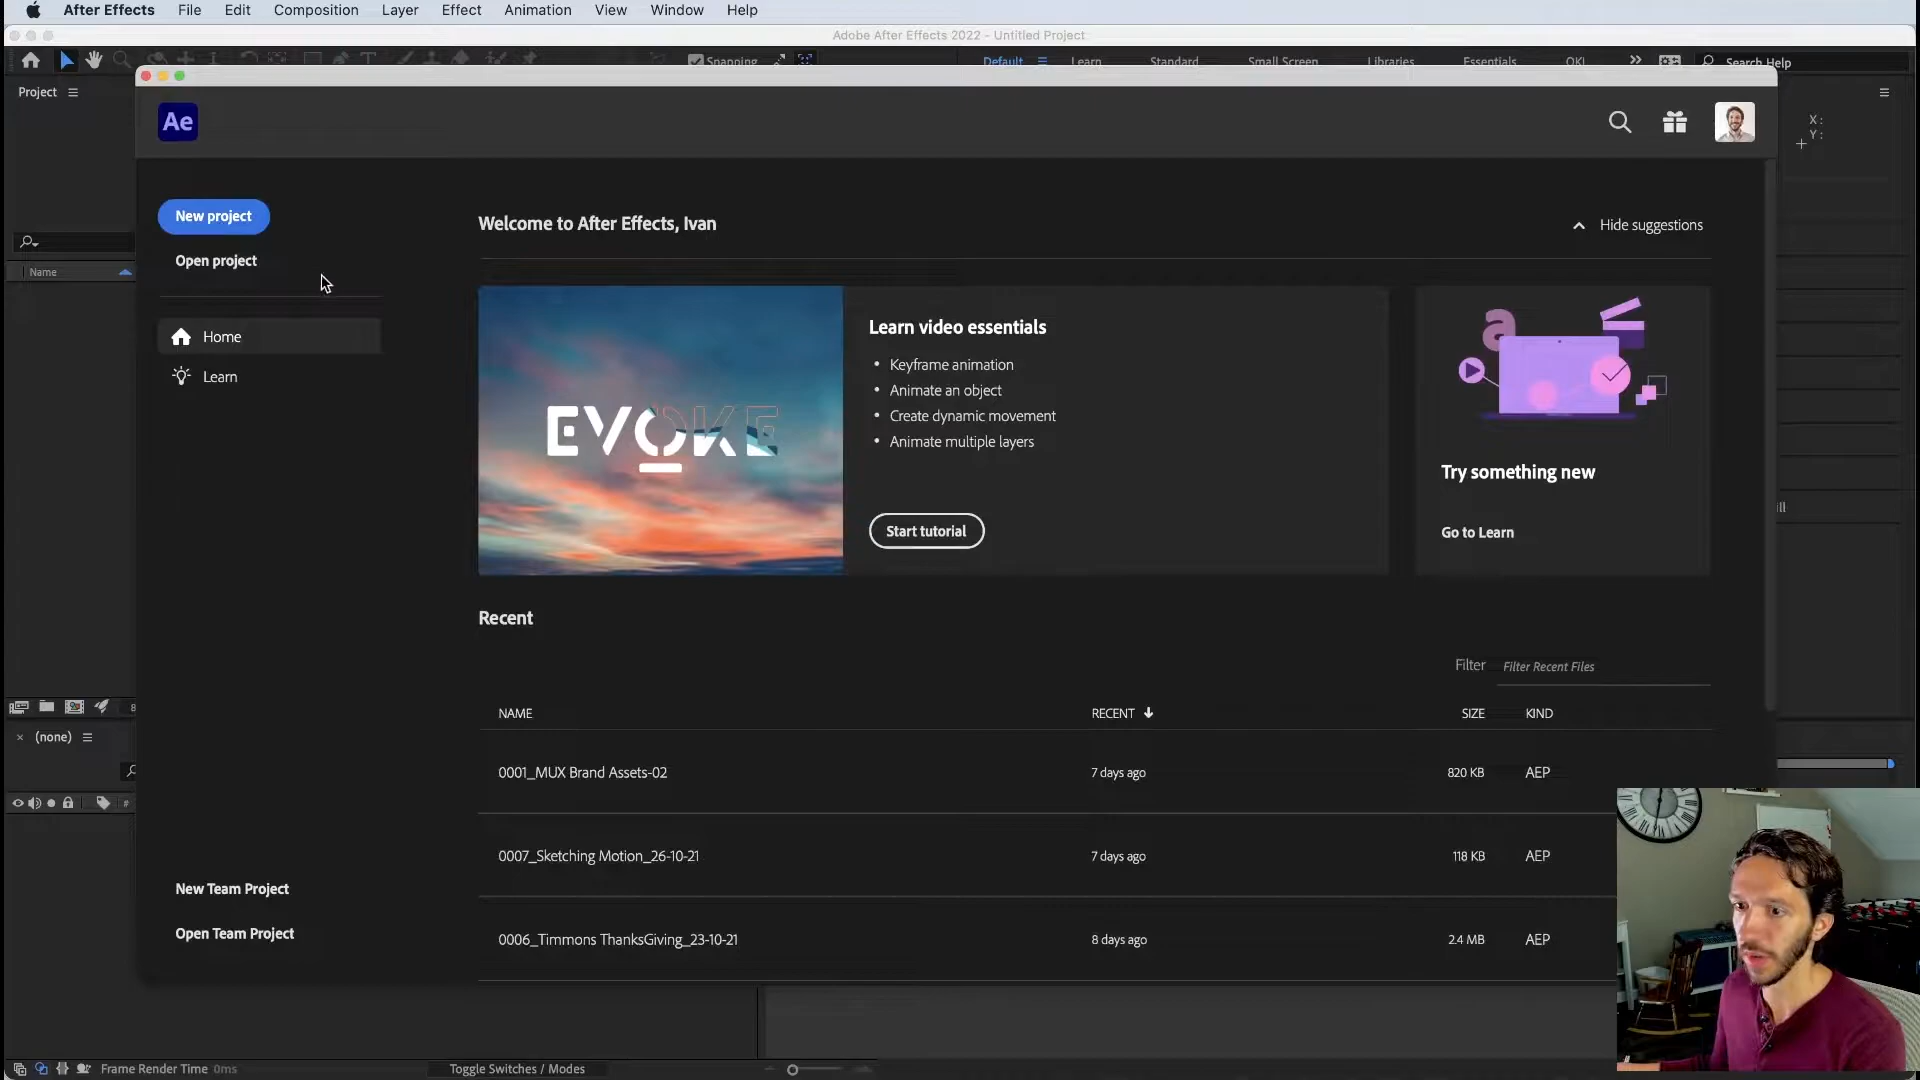 After Effects File Edit Composition Layer Effect Animation View Window Help
Adobe After Effects 2022 - Untitled Project
Snapping Default Learn Standard Small Screen Libraries Essentials Search Help
Project
Ae
X :
Y :
New project
Open project
Home
Learn
Welcome to After Effects, Ivan
Hide suggestions
EVOKE
Learn video essentials
• Keyframe animation
• Animate an object
• Create dynamic movement
• Animate multiple layers
Start tutorial
a
Try something new
Go to Learn
Name
Recent
Filter Filter Recent Files
NAME RECENT SIZE KIND
0001_MUX Brand Assets-02 7 days ago 820 KB AEP
0007_Sketching Motion_26-10-21 7 days ago 118 KB AEP
0006_Timmons ThanksGiving_23-10-21 8 days ago 2.4 MB AEP
(none)
#
New Team Project
Open Team Project
Frame Render Time 0ms
Toggle Switches / Modes